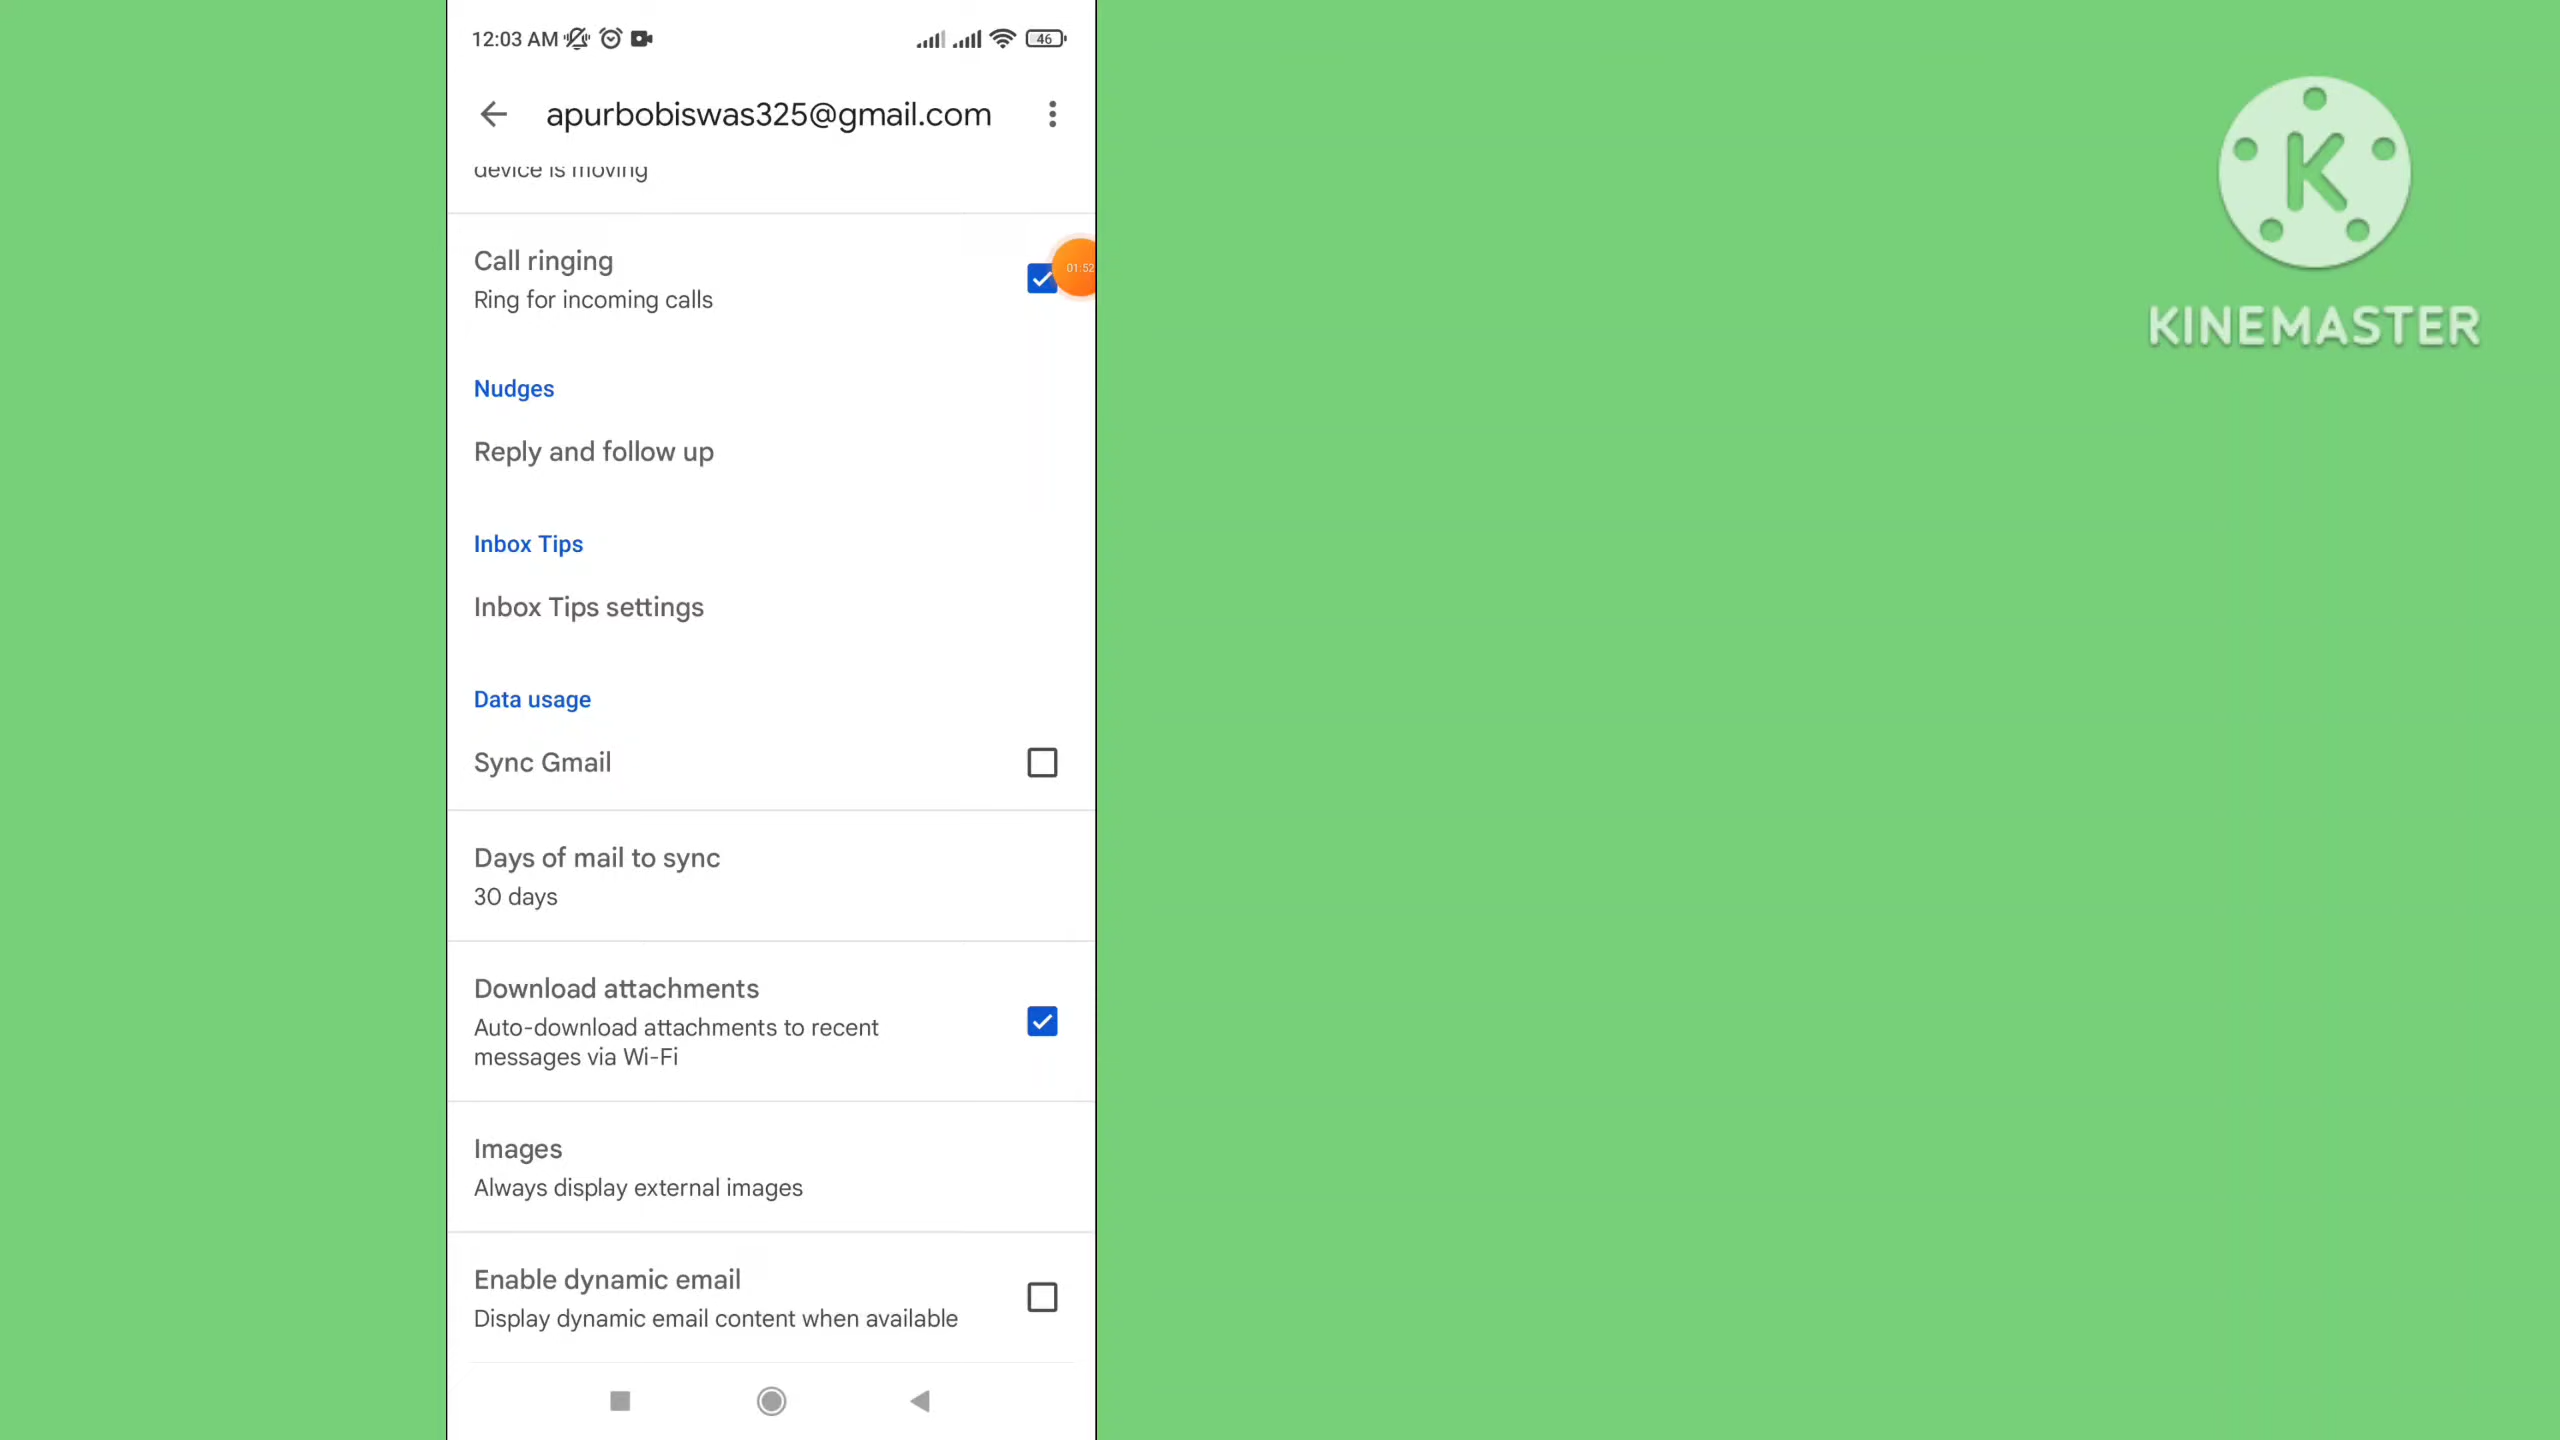 12:03 AM
46
apurbobiswas325@gmail.com
device is moving
Call ringing
Ring for incoming calls
01:52
Nudges
Reply and follow up
Inbox Tips
Inbox Tips settings
Data usage
Sync Gmail
Days of mail to sync
30 days
Download attachments
Auto-download attachments to recent
messages via Wi-Fi
Images
Always display external images
Enable dynamic email
Display dynamic email content when available
K
KINEMASTER